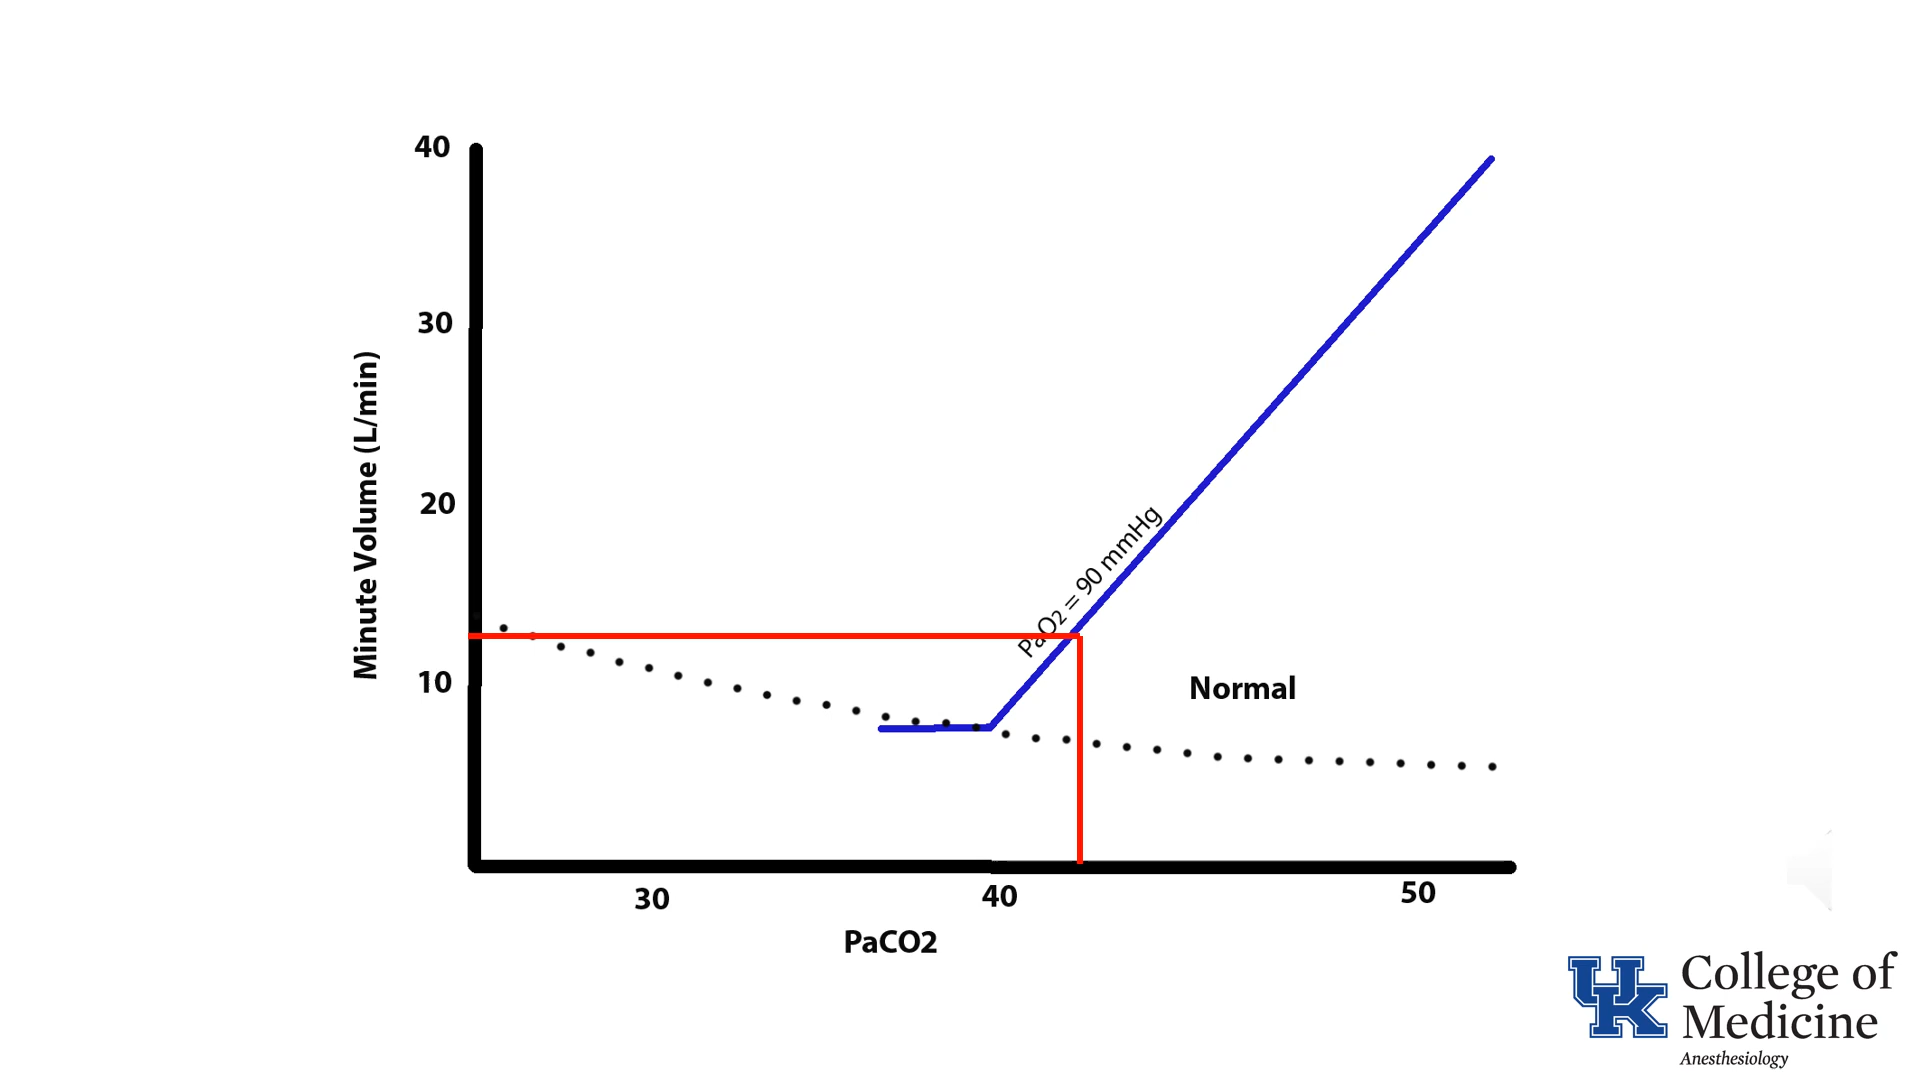 40
30
20
10
Minute Volume (L/min)
PaO2 = 90 mmHg
Normal
30
40
50
PaCO2
UK
College of
Medicine
Anesthesiology